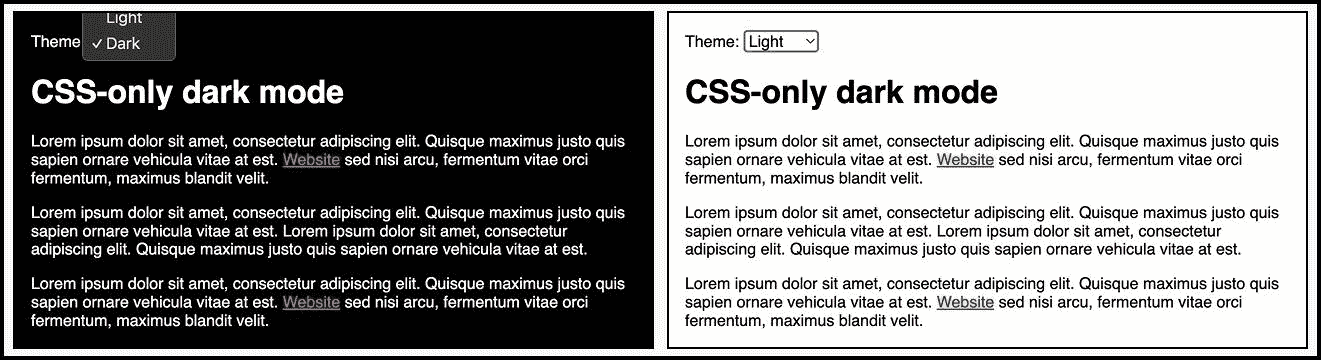 Light
✓ Dark
Theme
CSS-only dark mode
Lorem ipsum dolor sit amet, consectetur adipiscing elit. Quisque maximus justo quis
sapien ornare vehicula vitae at est. Website sed nisi arcu, fermentum vitae orci
fermentum, maximus blandit velit.
Lorem ipsum dolor sit amet, consectetur adipiscing elit. Quisque maximus justo quis
sapien ornare vehicula vitae at est. Lorem ipsum dolor sit amet, consectetur
adipiscing elit. Quisque maximus justo quis sapien ornare vehicula vitae at est.
Lorem ipsum dolor sit amet, consectetur adipiscing elit. Quisque maximus justo quis
sapien ornare vehicula vitae at est. Website sed nisi arcu, fermentum vitae orci
fermentum, maximus blandit velit.
Theme: Light
CSS-only dark mode
Lorem ipsum dolor sit amet, consectetur adipiscing elit. Quisque maximus justo quis
sapien ornare vehicula vitae at est. Website sed nisi arcu, fermentum vitae orci
fermentum, maximus blandit velit.
Lorem ipsum dolor sit amet, consectetur adipiscing elit. Quisque maximus justo quis
sapien ornare vehicula vitae at est. Lorem ipsum dolor sit amet, consectetur
adipiscing elit. Quisque maximus justo quis sapien ornare vehicula vitae at est.
Lorem ipsum dolor sit amet, consectetur adipiscing elit. Quisque maximus justo quis
sapien ornare vehicula vitae at est. Website sed nisi arcu, fermentum vitae orci
fermentum, maximus blandit velit.